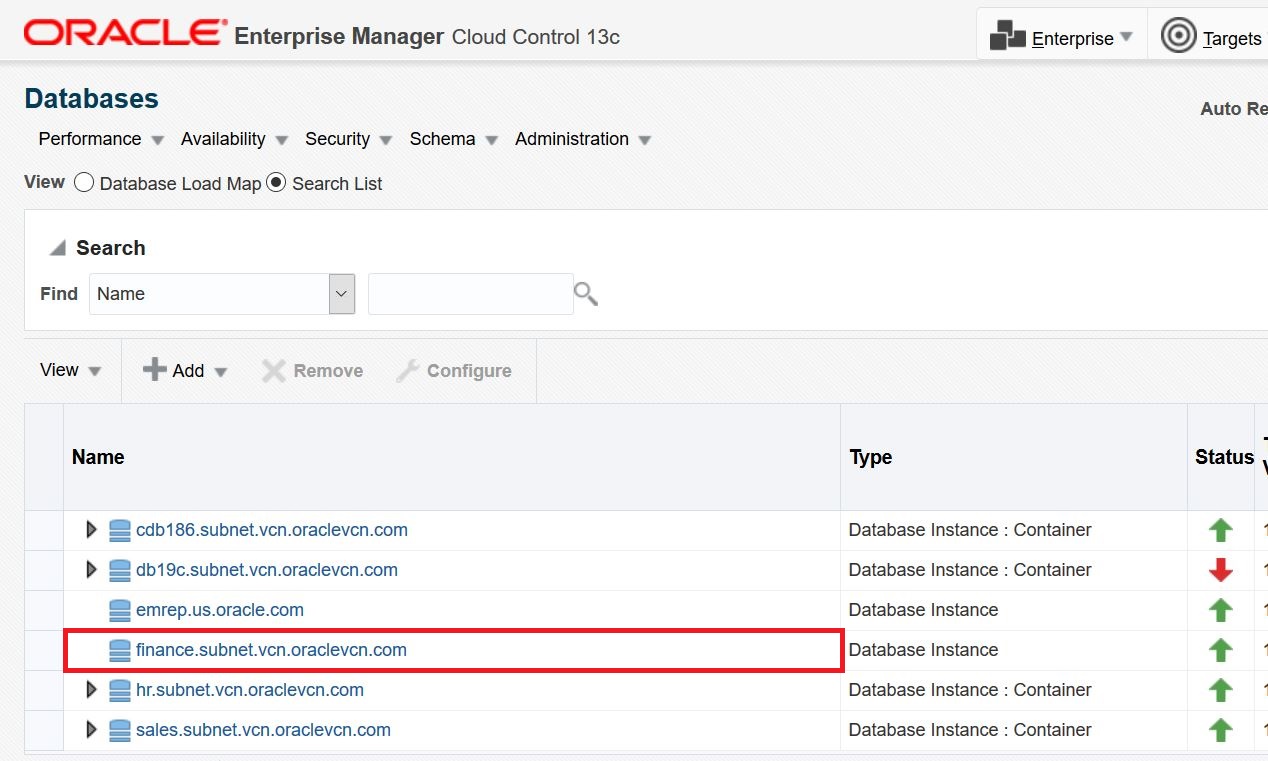 ORACLE® Enterprise Manager Cloud Control 13c Enterprise Targets
Databases
Auto Re
Performance Availability Security Schema Administration
View Database Load Map Search List
Search
Find Name
View Add Remove Configure
Name Type Status
cdb186.subnet.vcn.oraclevcn.com Database Instance : Container
db19c.subnet.vcn.oraclevcn.com Database Instance : Container
emrep.us.oracle.com Database Instance
finance.subnet.vcn.oraclevcn.com Database Instance
hr.subnet.vcn.oraclevcn.com Database Instance : Container
sales.subnet.vcn.oraclevcn.com Database Instance : Container